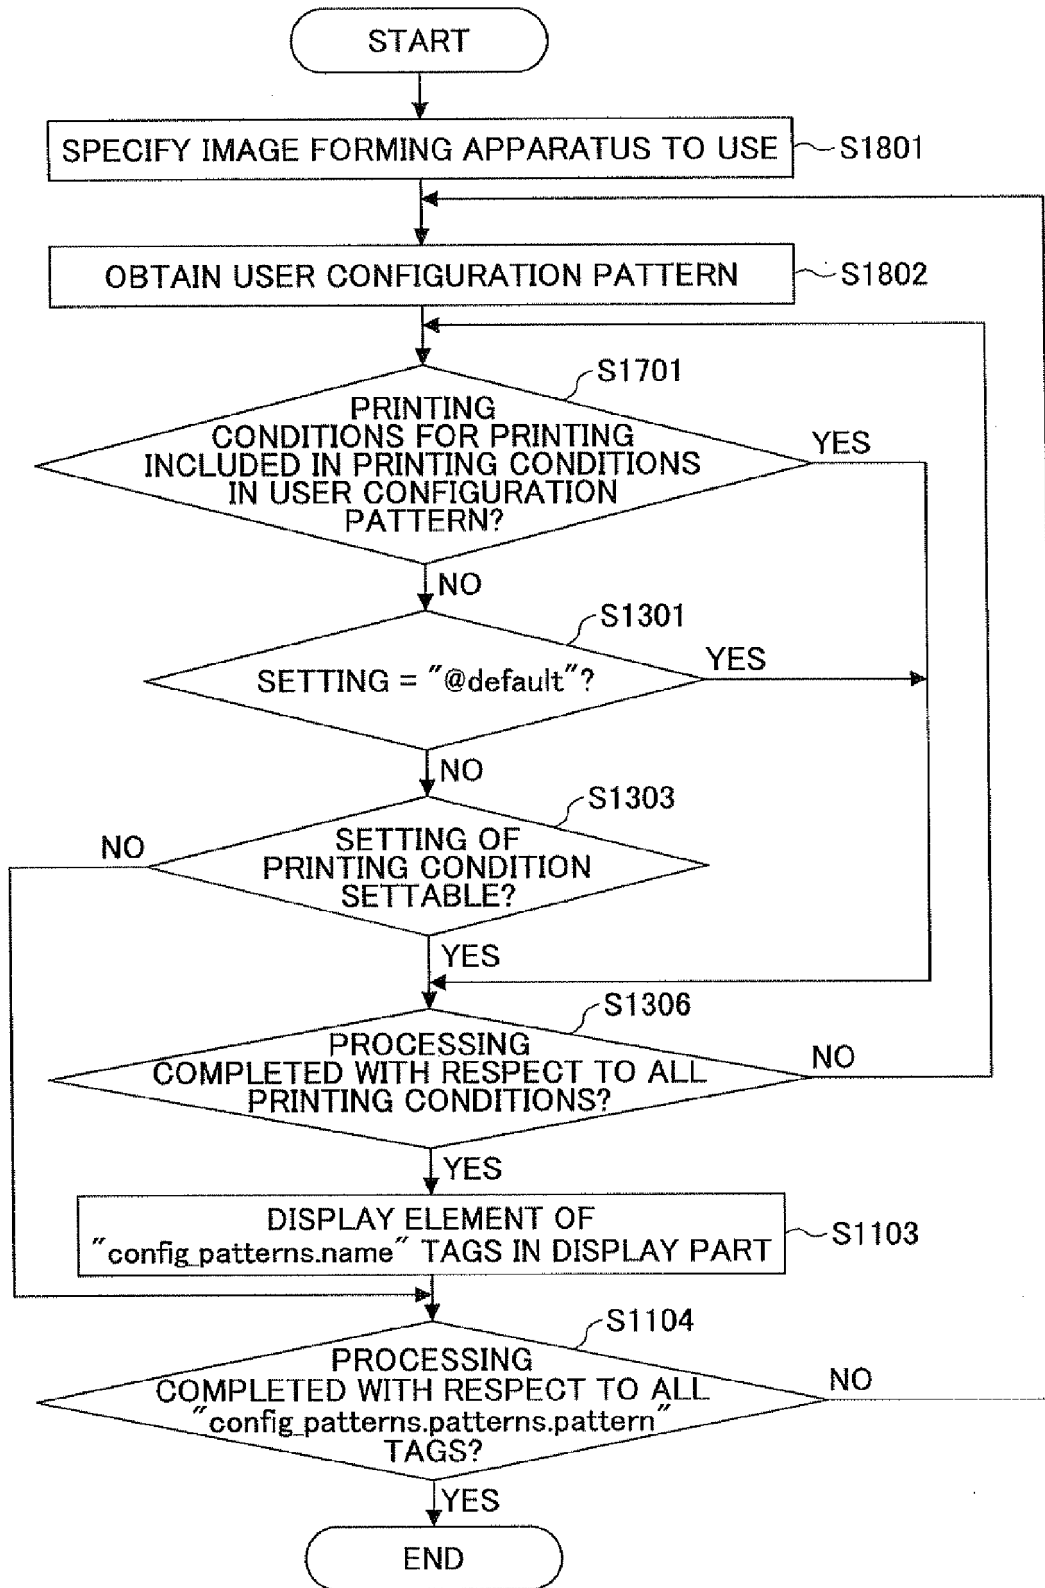 START
SPECIFY IMAGE FORMING APPARATUS TO USE
S1801
OBTAIN USER CONFIGURATION PATTERN
S1802
S1701
PRINTING
CONDITIONS FOR PRINTING
INCLUDED IN PRINTING CONDITIONS
IN USER CONFIGURATION
PATTERN?
YES
NO
S1301
SETTING = "@default"?
YES
NO
S1303
SETTING OF
PRINTING CONDITION
SETTABLE?
NO
YES
S1306
PROCESSING
COMPLETED WITH RESPECT TO ALL
PRINTING CONDITIONS?
NO
YES
DISPLAY ELEMENT OF
"config_patterns.name" TAGS IN DISPLAY PART
S1103
S1104
PROCESSING
COMPLETED WITH RESPECT TO ALL
"config_patterns.patterns.pattern"
TAGS?
NO
YES
END